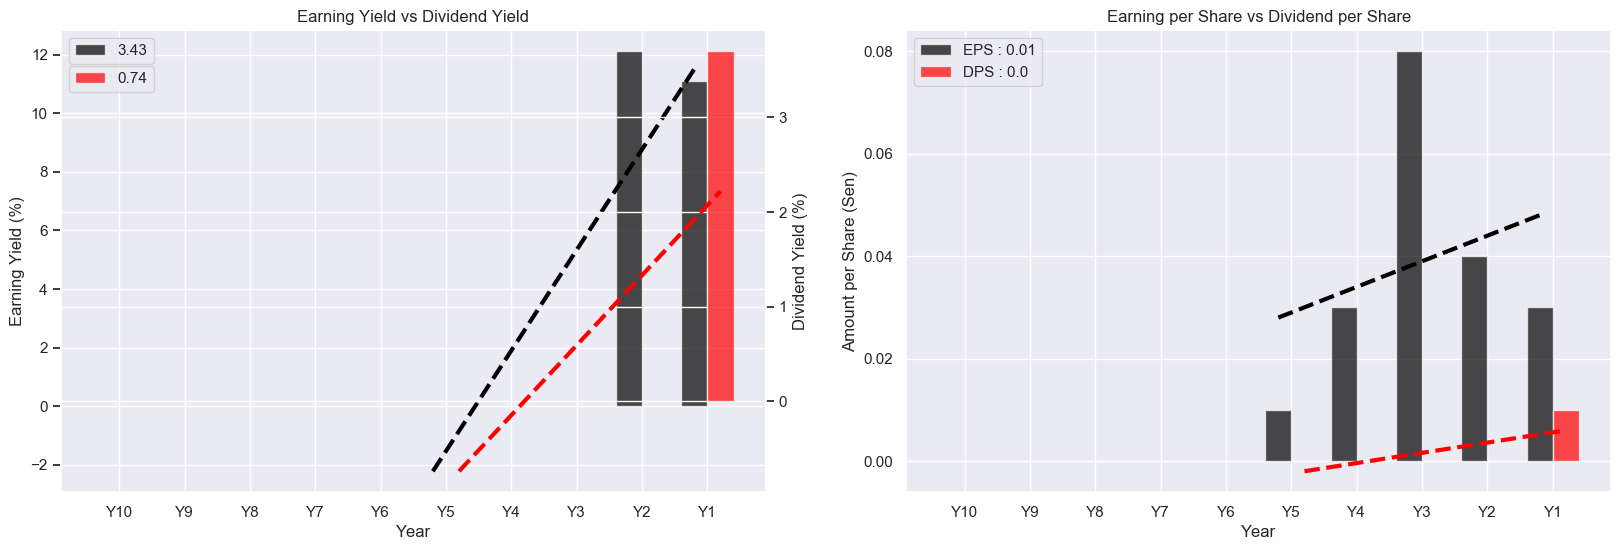 Earning Yield vs Dividend Yield
3.43
0.74
12
10
8
6
4
2
0
−2
Earning Yield (%)
3
2
1
0
Dividend Yield (%)
Y10 Y9 Y8 Y7 Y6 Y5 Y4 Y3 Y2 Y1
Year
Earning per Share vs Dividend per Share
EPS : 0.01
DPS : 0.0
0.08
0.06
0.04
0.02
0.00
Amount per Share (Sen)
Y10 Y9 Y8 Y7 Y6 Y5 Y4 Y3 Y2 Y1
Year